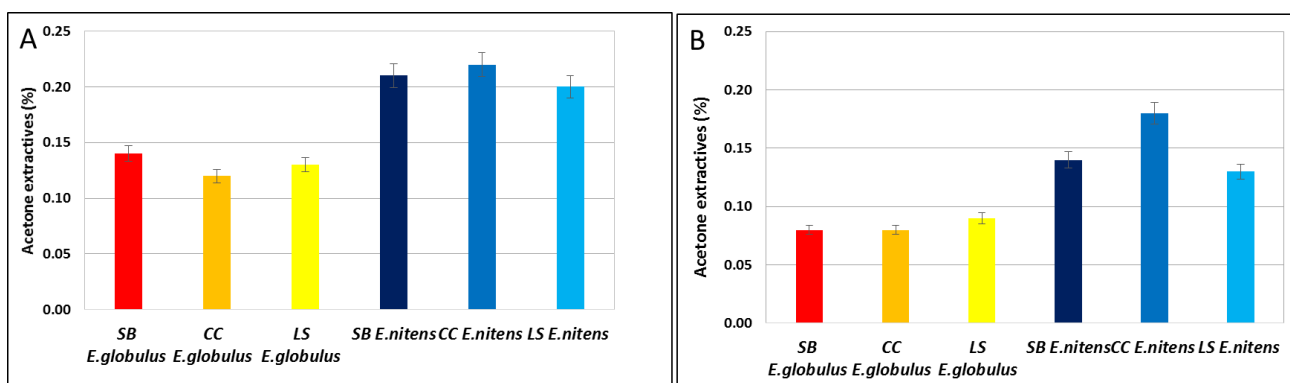 A
Acetone extractives (%)
0.25
0.20
0.15
0.10
0.05
0.00
SB
E.globulus
CC
E.globulus
LS
E.globulus
SB E.nitens
CC E.nitens
LS E.nitens
B
Acetone extractives (%)
0.25
0.20
0.15
0.10
0.05
0.00
SB
E.globulus
CC
E.globulus
LS
E.globulus
SB E.nitens
CC E.nitens
LS E.nitens